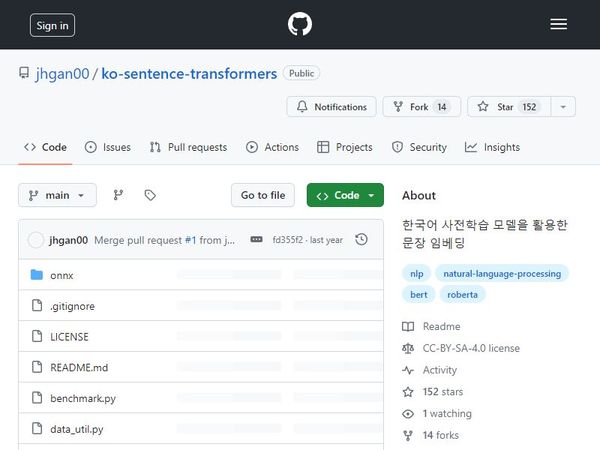 Sign in
jhgan00 / ko-sentence-transformers Public
Notifications Fork 14 Star 152
Code Issues Pull requests Actions Projects Security Insights
main Go to file Code
jhgan00 Merge pull request #1 from j... fd355f2 · last year
onnx
.gitignore
LICENSE
README.md
benchmark.py
data_util.py
About
한국어 사전학습 모델을 활용한
문장 임베딩
nlp natural-language-processing
bert roberta
Readme
CC-BY-SA-4.0 license
Activity
152 stars
1 watching
14 forks